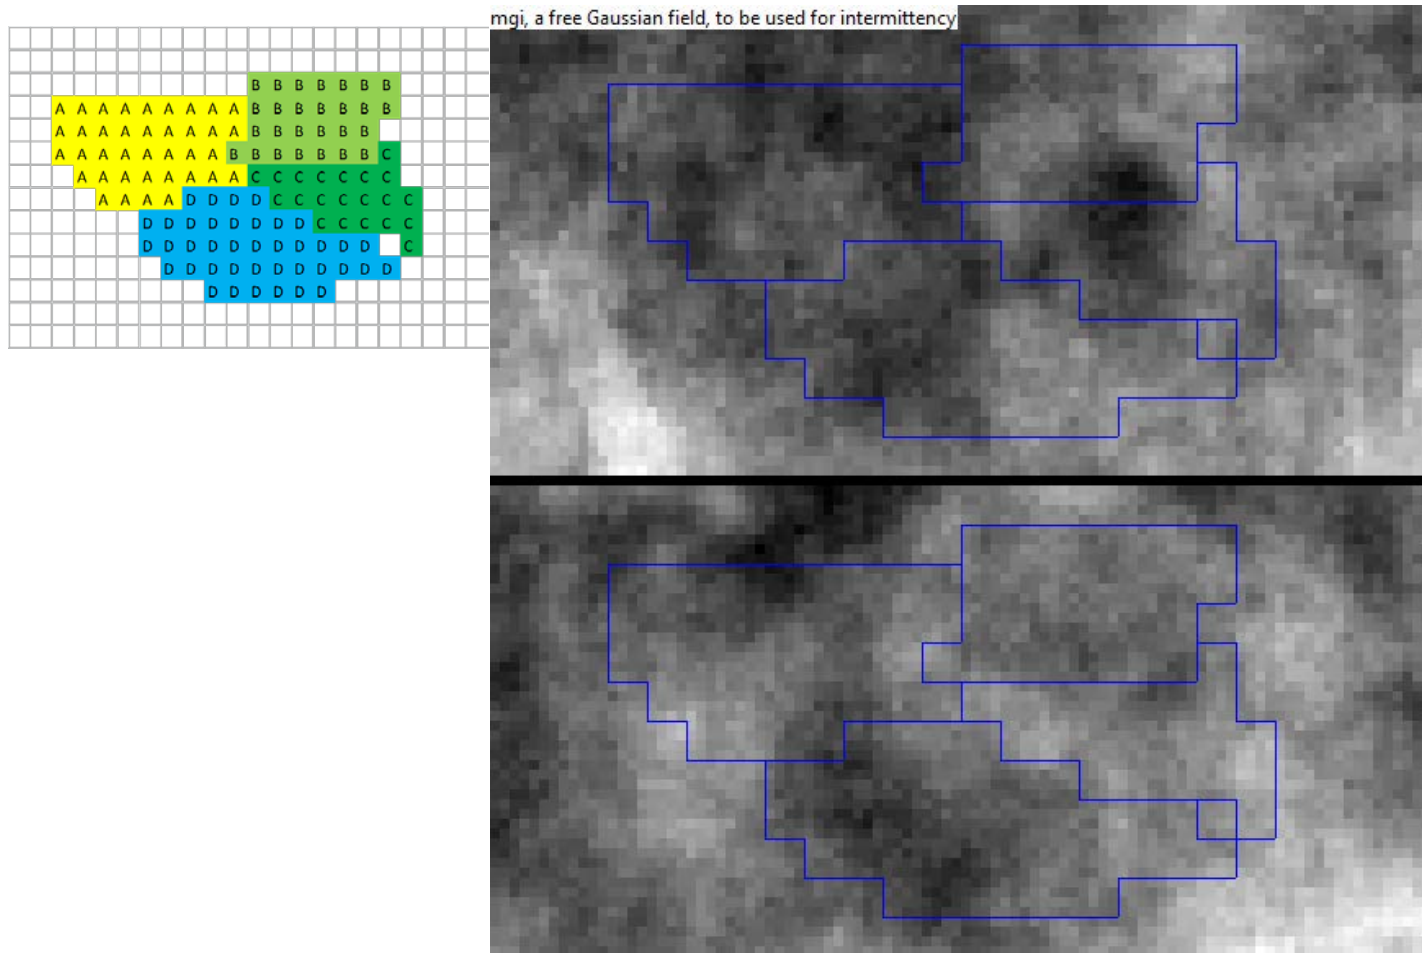 mgi, a free Gaussian field, to be used for intermittency
B B B B B B B
A A A A A A A A A B B B B B B B
A A A A A A A A A B B B B B B
A A A A A A A A B B B B B B B C
A A A A A A A A C C C C C C C
A A A A D D D D C C C C C C C
D D D D D D D D C C C C C
D D D D D D D D D D D C
D D D D D D D D D D D
D D D D D D